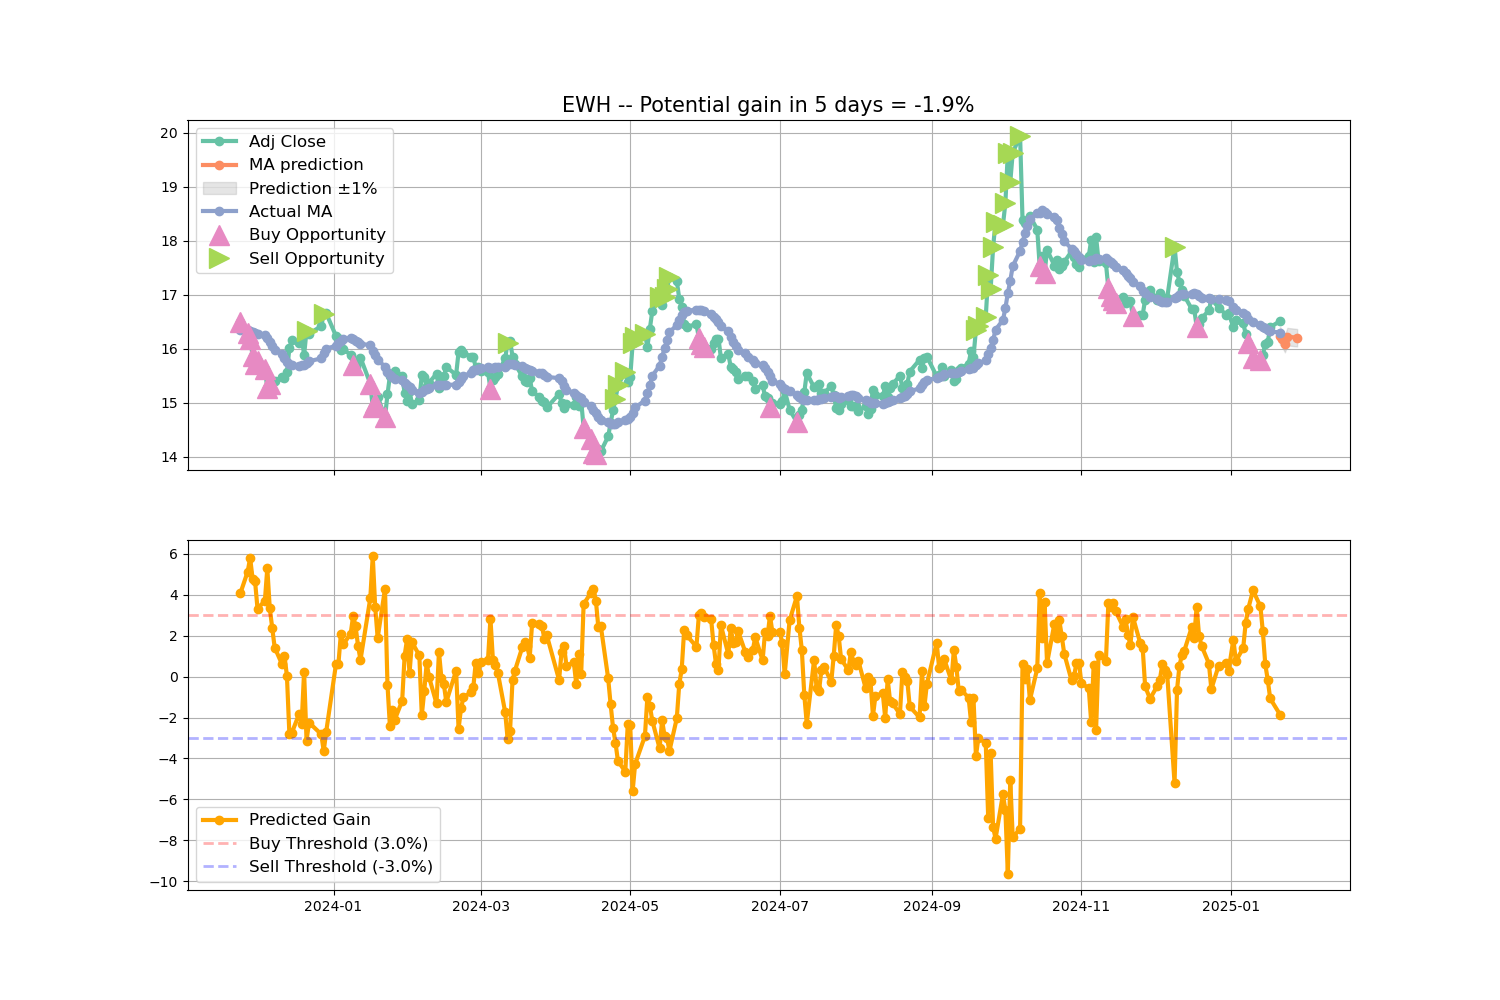 EWH -- Potential gain in 5 days = -1.9%
20
19
18
17
16
15
14
Adj Close
MA prediction
Prediction ±1%
Actual MA
Buy Opportunity
Sell Opportunity
6
4
2
0
−2
−4
−6
−8
−10
Predicted Gain
Buy Threshold (3.0%)
Sell Threshold (-3.0%)
2024-01
2024-03
2024-05
2024-07
2024-09
2024-11
2025-01